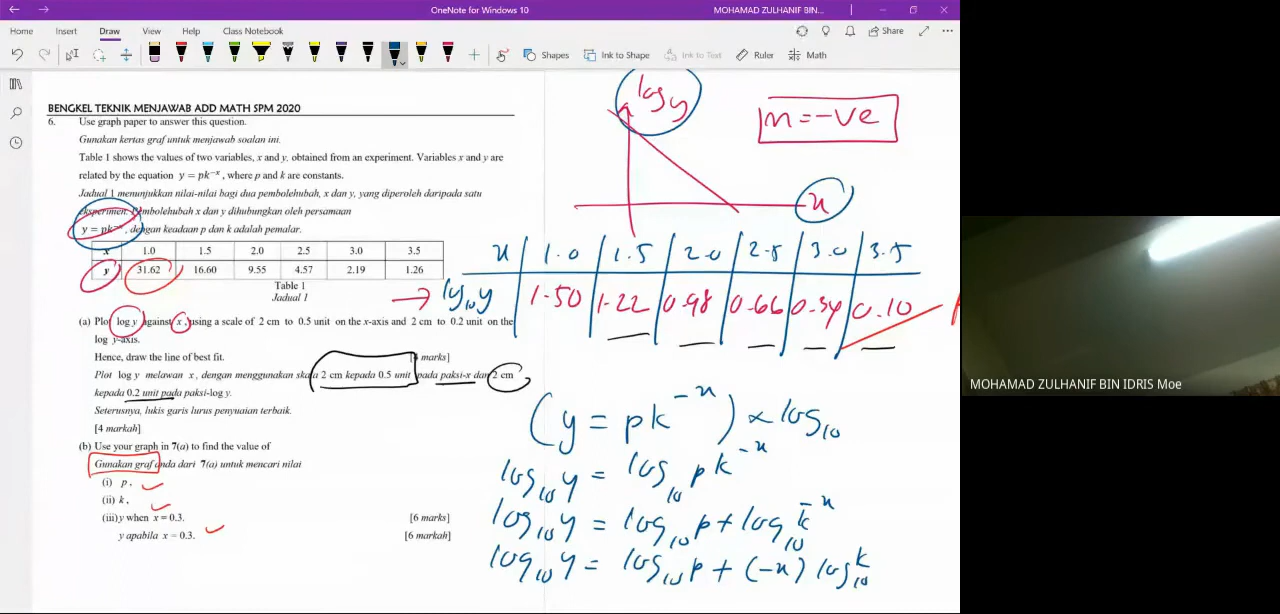 OneNote for Windows 10
MOHAMAD ZULHANIF BIN...
Home Insert Draw View Help Class Notebook Share
Shapes Ink to Shape Ink to Text Ruler Math
BENGKEL TEKNIK MENJAWAB ADD MATH SPM 2020
6. Use graph paper to answer this question.
Gunakan kertas graf untuk menjawab soalan ini.
Table 1 shows the values of two variables, x and y, obtained from an experiment. Variables x and y are
related by the equation y = pk⁻ˣ, where p and k are constants.
Jadual 1 menunjukkan nilai-nilai bagi dua pembolehubah, x dan y, yang diperoleh daripada satu
eksperimen. Pembolehubah x dan y dihubungkan oleh persamaan
y = pk⁻ˣ, dengan keadaan p dan k adalah pemalar.
x 1.0 1.5 2.0 2.5 3.0 3.5
y 31.62 16.60 9.55 4.57 2.19 1.26
Table 1
Jadual 1
(a) Plot log y against x, using a scale of 2 cm to 0.5 unit on the x-axis and 2 cm to 0.2 unit on the
log y-axis.
Hence, draw the line of best fit. marks]
Plot log y melawan x, dengan menggunakan skala 2 cm kepada 0.5 unit pada paksi-x dan 2 cm
kepada 0.2 unit pada paksi-log y.
Seterusnya, lukis garis lurus penyuaian terbaik.
[4 markah]
(b) Use your graph in 7(a) to find the value of
Gunakan graf anda dari 7(a) untuk mencari nilai
(i) p.
(ii) k,
(iii) y when x = 0.3. [6 marks]
y apabila x = 0.3. [6 markah]
log y
m = -ve
x
x 1.0 1.5 2.0 2.5 3.0 3.5
log₁₀y 1.50 1.22 0.98 0.66 0.34 0.10
(y = pk⁻ˣ) × log₁₀
log₁₀ y = log₁₀ pk⁻ˣ
log₁₀ y = log₁₀ p + log₁₀ k⁻ˣ
log₁₀ y = log₁₀ p + (-x) log₁₀ k
MOHAMAD ZULHANIF BIN IDRIS Moe